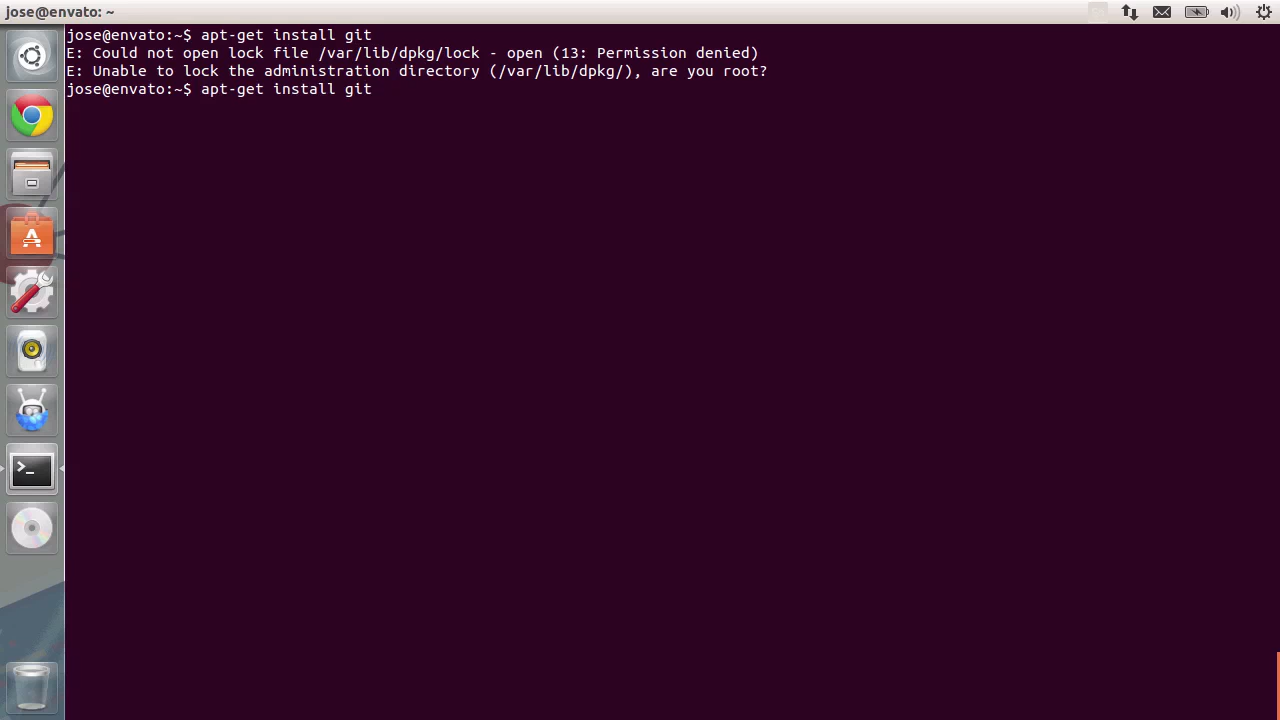 jose@envato: ~
jose@envato:~$ apt-get install git
E: Could not open lock file /var/lib/dpkg/lock - open (13: Permission denied)
E: Unable to lock the administration directory (/var/lib/dpkg/), are you root?
jose@envato:~$ apt-get install git